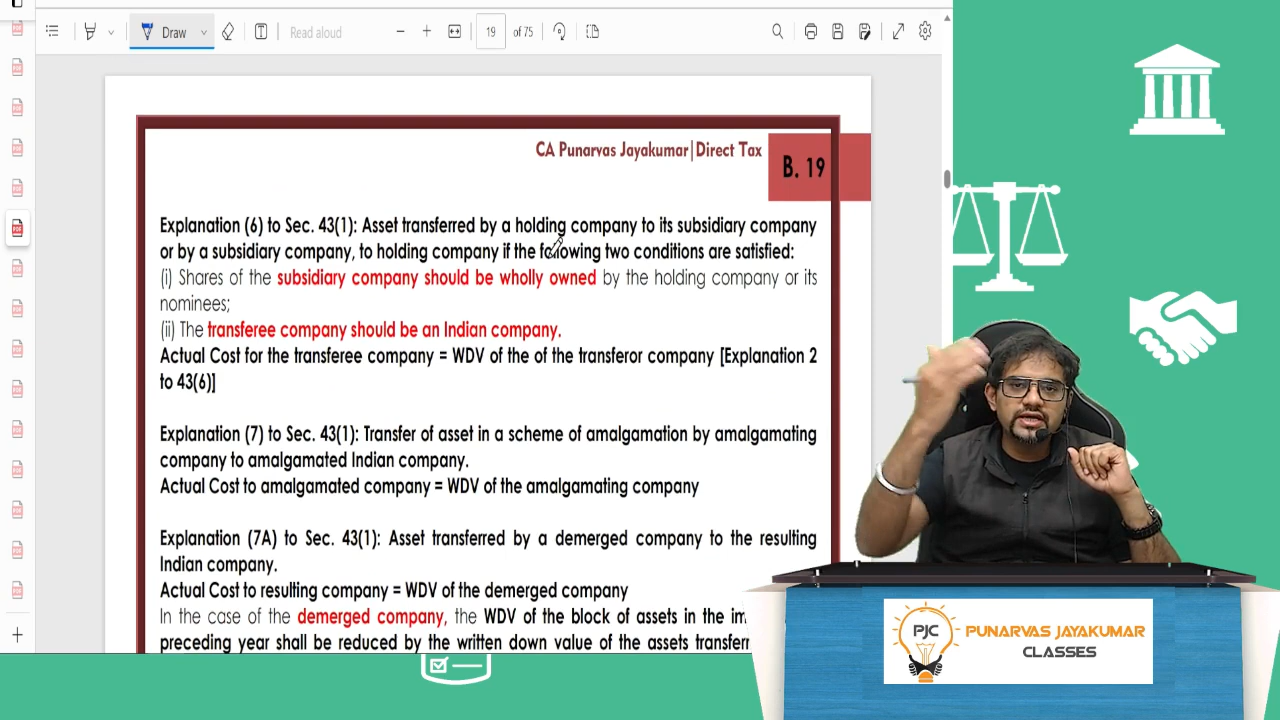 Draw
Read aloud
19
of 75
CA Punarvas Jayakumar|Direct Tax
B. 19
Explanation (6) to Sec. 43(1): Asset transferred by a holding company to its subsidiary company
or by a subsidiary company, to holding company if the following two conditions are satisfied:
(i) Shares of the subsidiary company should be wholly owned by the holding company or its
nominees;
(ii) The transferee company should be an Indian company.
Actual Cost for the transferee company = WDV of the of the transferor company [Explanation 2
to 43(6)]
Explanation (7) to Sec. 43(1): Transfer of asset in a scheme of amalgamation by amalgamating
company to amalgamated Indian company.
Actual Cost to amalgamated company = WDV of the amalgamating company
Explanation (7A) to Sec. 43(1): Asset transferred by a demerged company to the resulting
Indian company.
Actual Cost to resulting company = WDV of the demerged company
In the case of the demerged company, the WDV of the block of assets in the
preceding year shall be reduced by the written down value of the assets
PJC
PUNARVAS JAYAKUMAR
CLASSES